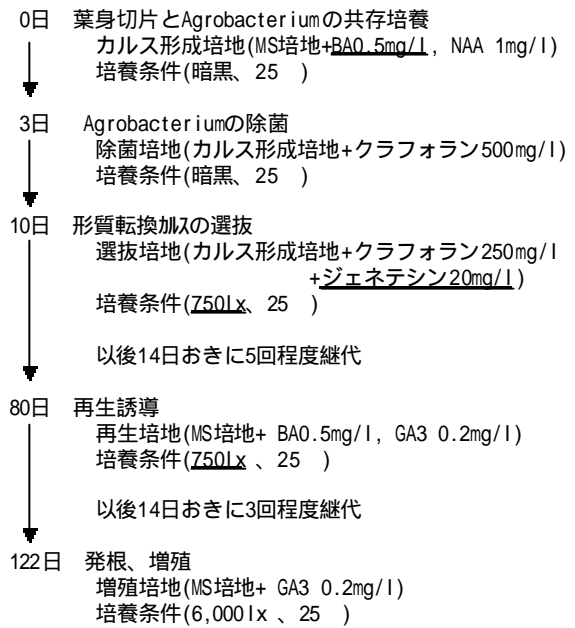 0日 葉身切片とAgrobacteriumの共存培養
カルス形成培地(MS培地+BA0.5mg/l, NAA 1mg/l)
培養条件(暗黒、25 )
3日 Agrobacteriumの除菌
除菌培地(カルス形成培地+クラフォラン500mg/l)
培養条件(暗黒、25 )
10日 形質転換ｶﾙｽの選抜
選抜培地(カルス形成培地+クラフォラン250mg/l
+ジェネテシン20mg/l)
培養条件(750lx、25 )
以後14日おきに5回程度継代
80日 再生誘導
再生培地(MS培地+ BA0.5mg/l, GA3 0.2mg/l)
培養条件(750lx 、25 )
以後14日おきに3回程度継代
122日 発根、増殖
増殖培地(MS培地+ GA3 0.2mg/l)
培養条件(6,000lx 、25 )